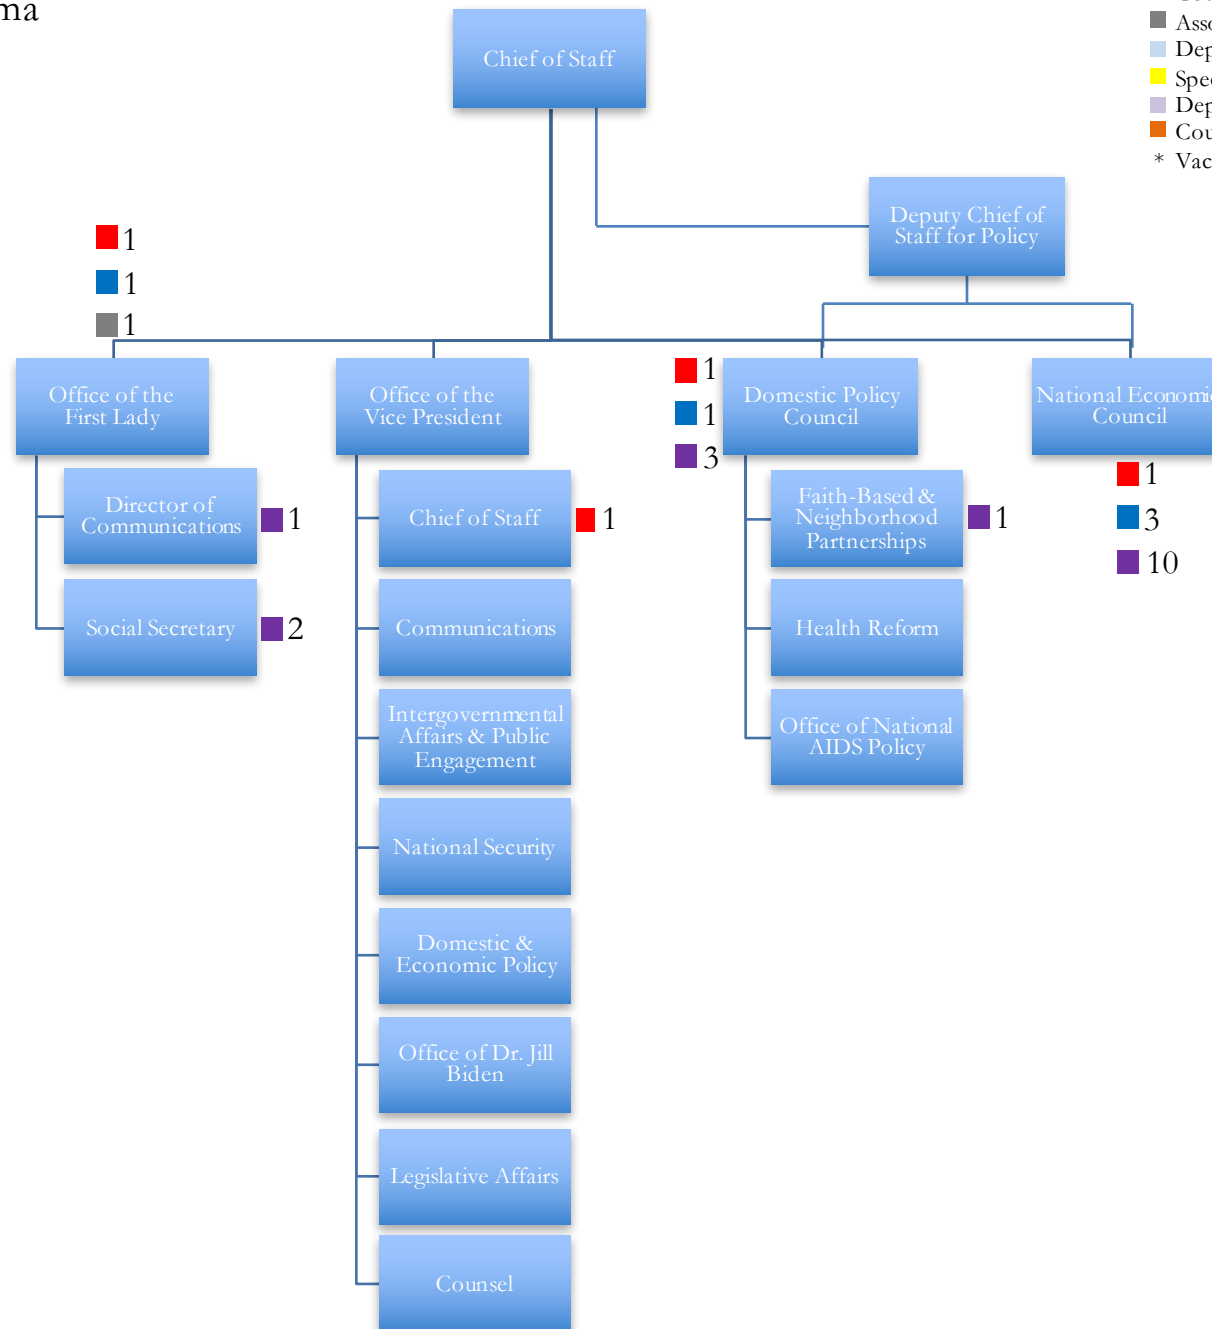 ma
Chief of Staff
* Vac
Deputy Chief of
Staff for Policy
1
1
1
Office of the
First Lady
Director of
Communications
1
Social Secretary
2
Office of the
Vice President
Chief of Staff
1
Communications
Intergovernmental
Affairs & Public
Engagement
National Security
Domestic &
Economic Policy
Office of Dr. Jill
Biden
Legislative Affairs
Counsel
1
1
3
Domestic Policy
Council
Faith-Based &
Neighborhood
Partnerships
1
Health Reform
Office of National
AIDS Policy
National Economic
Council
1
3
10
Asso
Dep
Spec
Dep
Cou